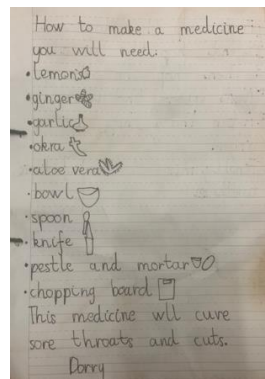 How to make a medicine
you will need:
• lemons
• ginger
• garlic
• okra
• aloe vera
• bowl
• spoon
• knife
• pestle and mortar
• chopping board
This medicine wll cure
sore throats and cuts.
Dorry